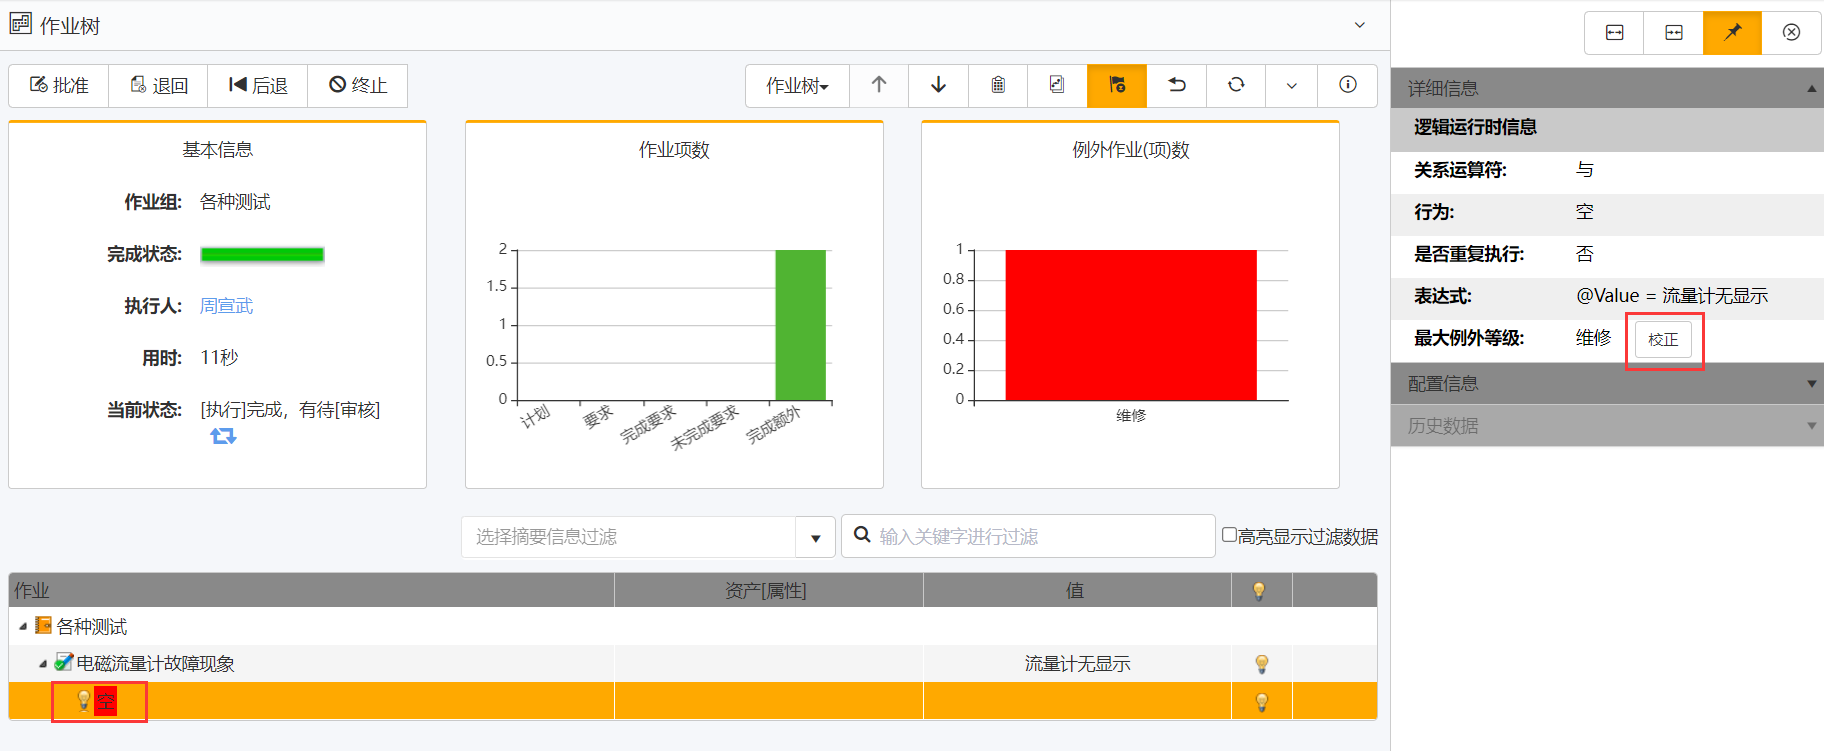 作业树
批准
退回
后退
终止
作业树
基本信息
作业组: 各种测试
完成状态:
执行人: 周宣武
用时: 11秒
当前状态: [执行]完成，有待[审核]
作业项数
2
1.5
1
0.5
0
计划
要求
完成要求
未完成要求
完成额外
例外作业(项)数
1
0.8
0.6
0.4
0.2
0
维修
选择摘要信息过滤
输入关键字进行过滤
高亮显示过滤数据
作业 资产[属性] 值
各种测试
电磁流量计故障现象 流量计无显示
空
详细信息
逻辑运行时信息
关系运算符: 与
行为: 空
是否重复执行: 否
表达式: @Value = 流量计无显示
最大例外等级: 维修 校正
配置信息
历史数据